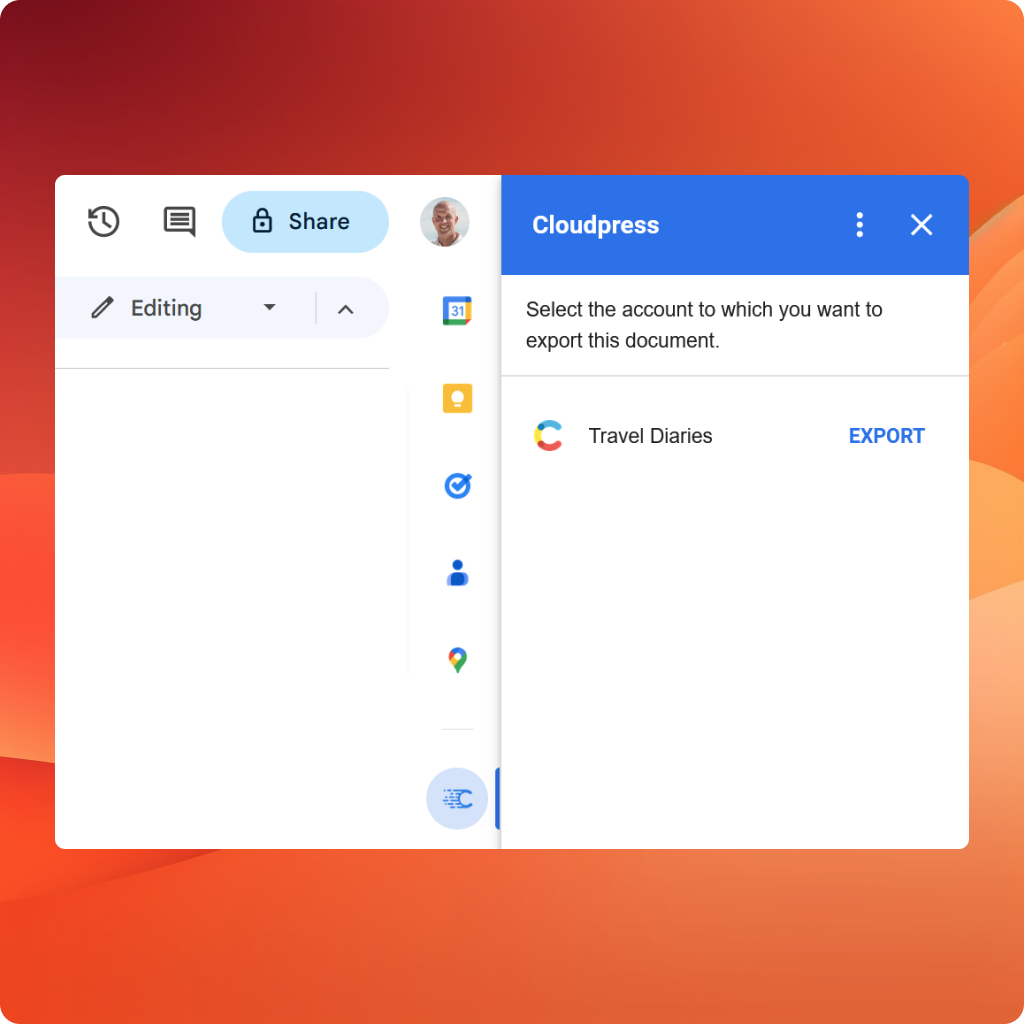 Share
Editing
31
Cloudpress
Select the account to which you want to
export this document.
Travel Diaries
EXPORT